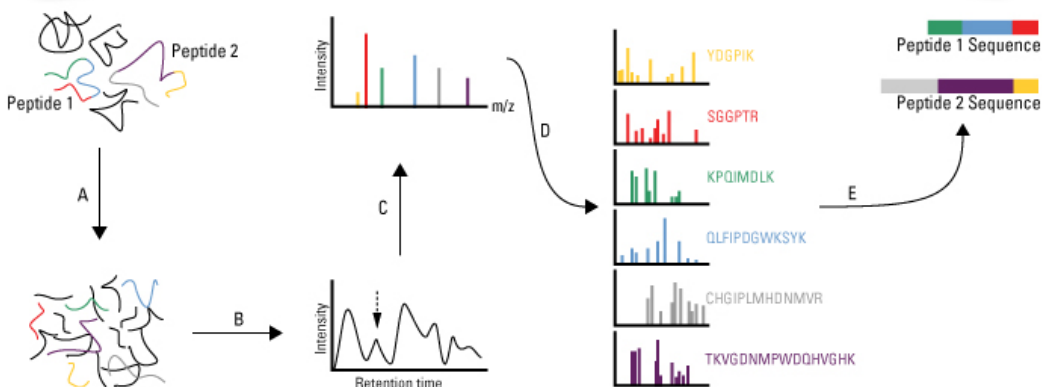 Peptide 2
Peptide 1
A
B
Intensity
Retention time
C
Intensity
m/z
D
YDGPIK
SGGPTR
KPQIMDLK
QLFIPDGWKSYK
CHGIPLMHDNMVR
TKVGDNMPWDQHVGHK
E
Peptide 1 Sequence
Peptide 2 Sequence